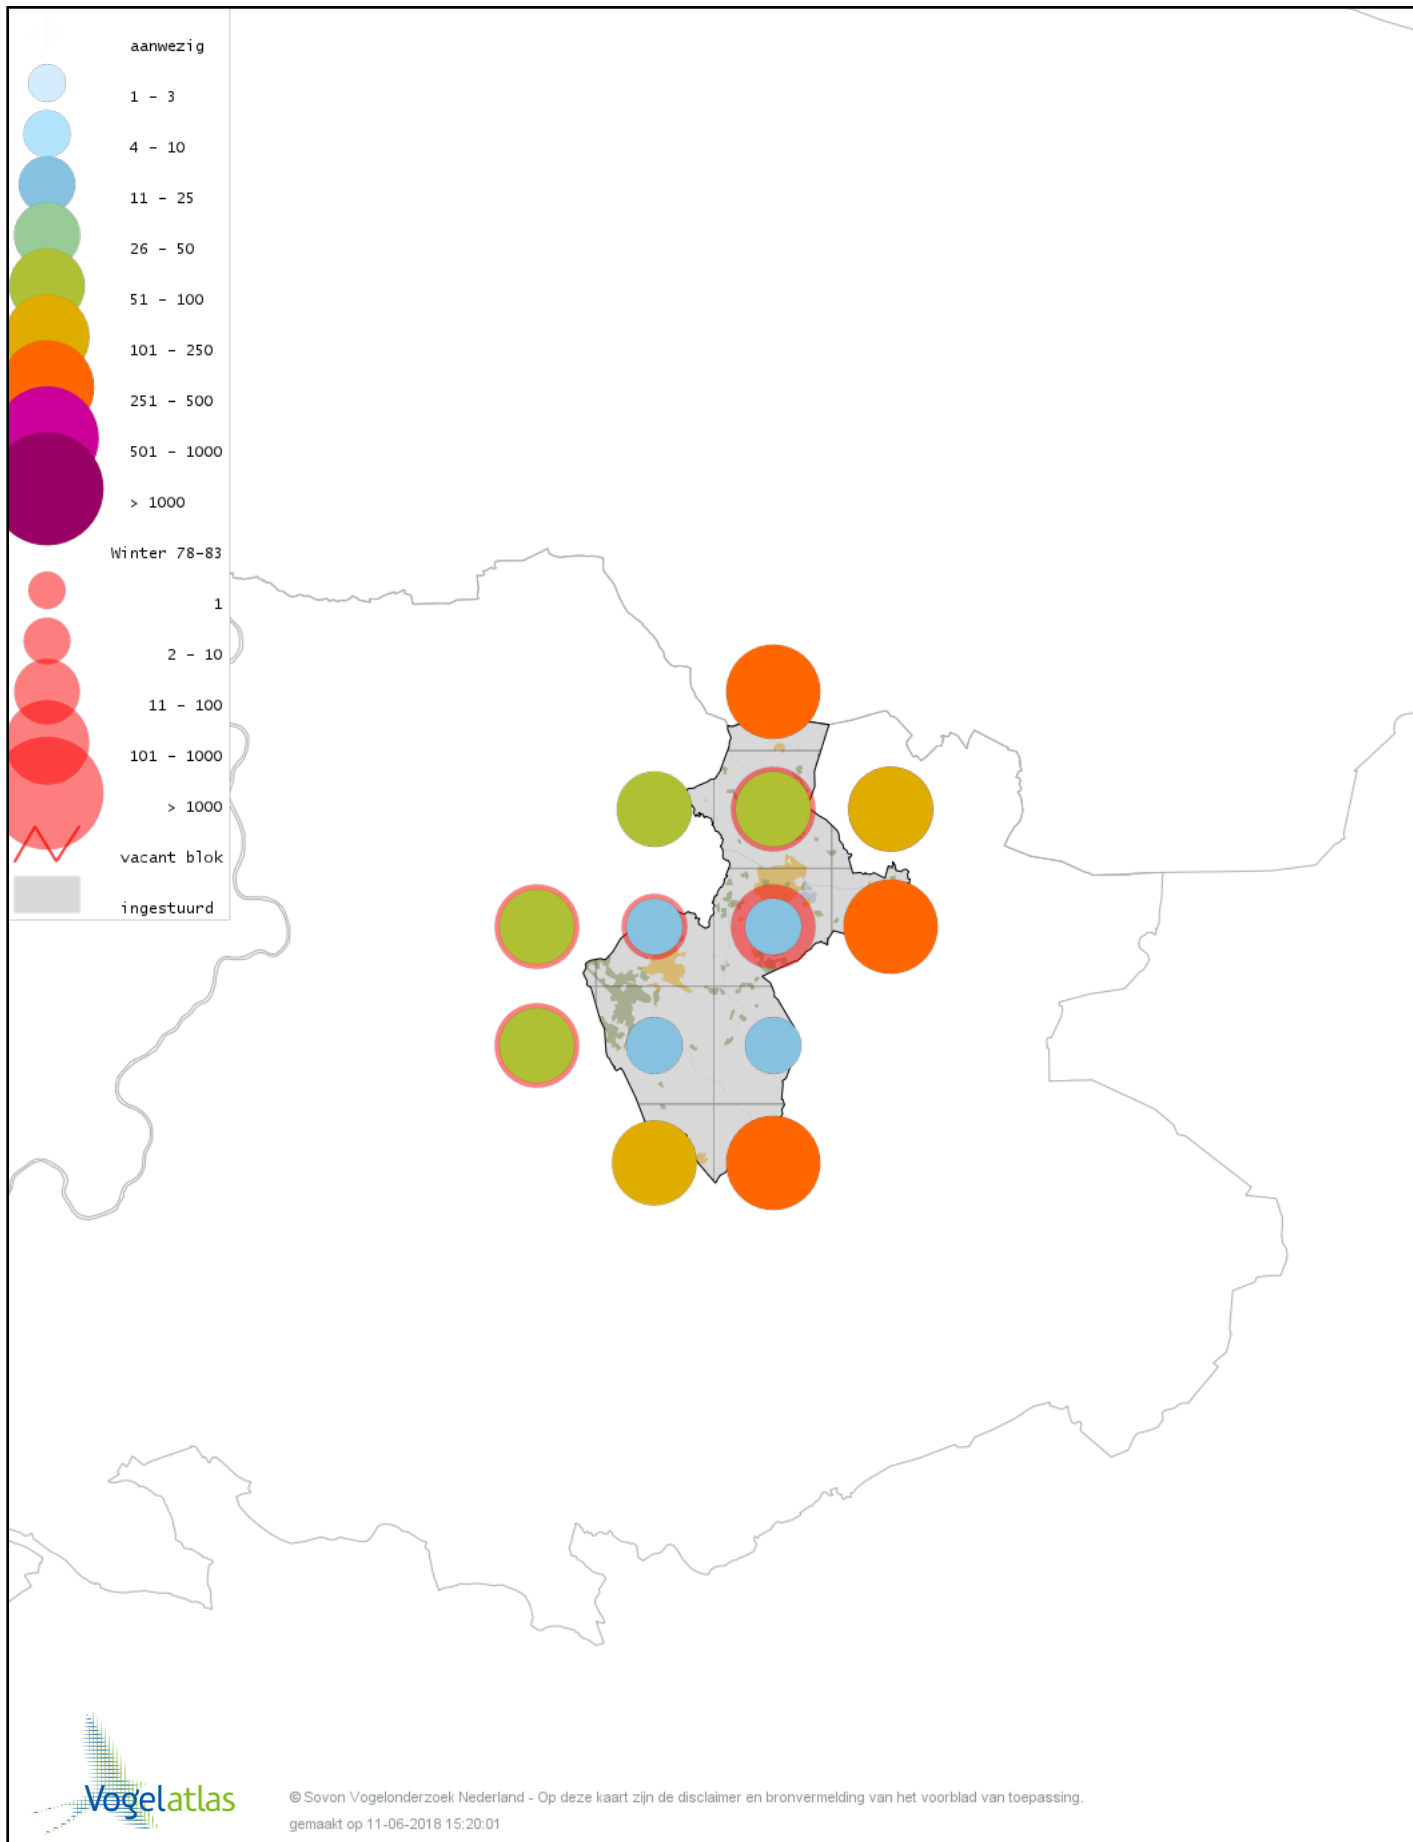 aanwezig
1 - 3
4 - 10
11 - 25
26 - 50
51 - 100
101 - 250
251 - 500
501 - 1000
> 1000
Winter 78-83
1
2 - 10
11 - 100
101 - 1000
> 1000
vacant blok
ingestuurd
Vogelatlas
© Sovon Vogelonderzoek Nederland - Op deze kaart zijn de disclaimer en bronvermelding van het voorblad van toepassing.
gemaakt op 11-06-2018 15:20:01